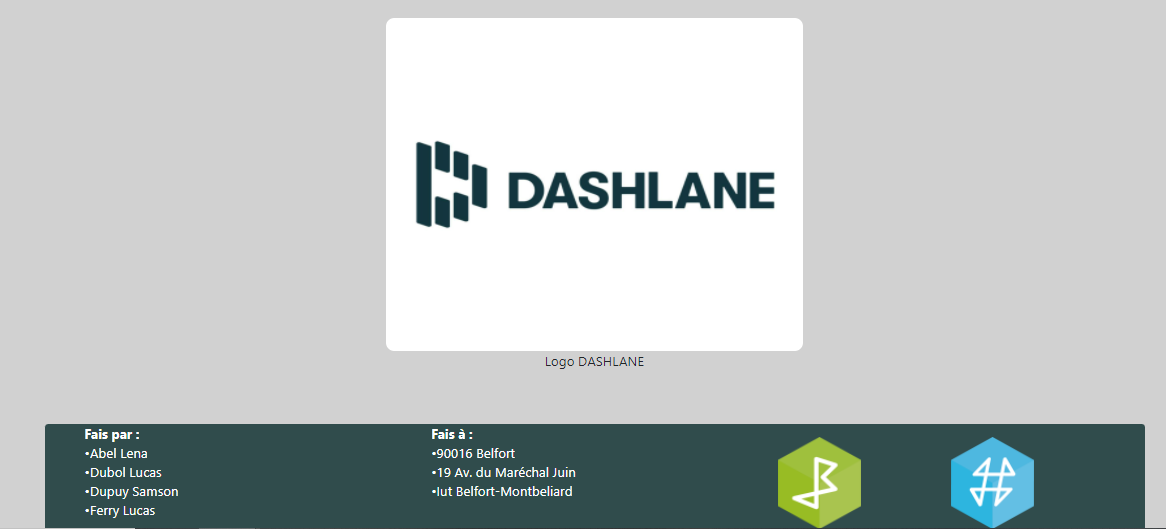 DASHLANE
Logo DASHLANE
Fais par :
•Abel Lena
•Dubol Lucas
•Dupuy Samson
•Ferry Lucas
Fais à :
•90016 Belfort
•19 Av. du Maréchal Juin
•Iut Belfort-Montbeliard